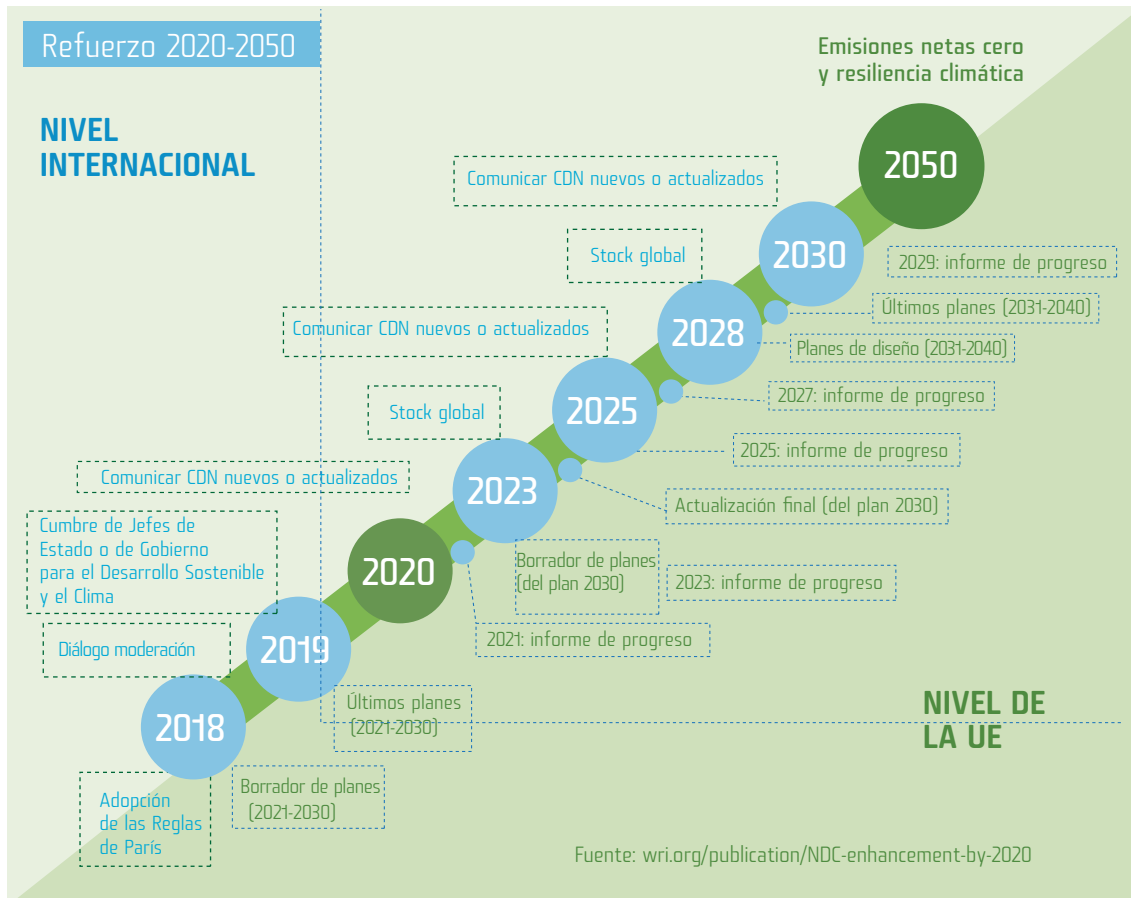 Refuerzo 2020-2050
NIVEL
INTERNACIONAL
Emisiones netas cero
y resiliencia climática
2050
Comunicar CDN nuevos o actualizados
2030
2029: informe de progreso
Stock global
Últimos planes (2031-2040)
2028
Comunicar CDN nuevos o actualizados
Planes de diseño (2031-2040)
2027: informe de progreso
Stock global
2025
2025: informe de progreso
Comunicar CDN nuevos o actualizados
2023
Actualización final (del plan 2030)
Cumbre de Jefes de
Estado o de Gobierno
para el Desarrollo Sostenible
y el Clima
2020
Borrador de planes
(del plan 2030)
2023: informe de progreso
2021: informe de progreso
Diálogo moderación
2019
Últimos planes
(2021-2030)
NIVEL DE
LA UE
2018
Borrador de planes
(2021-2030)
Adopción
de las Reglas
de París
Fuente: wri.org/publication/NDC-enhancement-by-2020